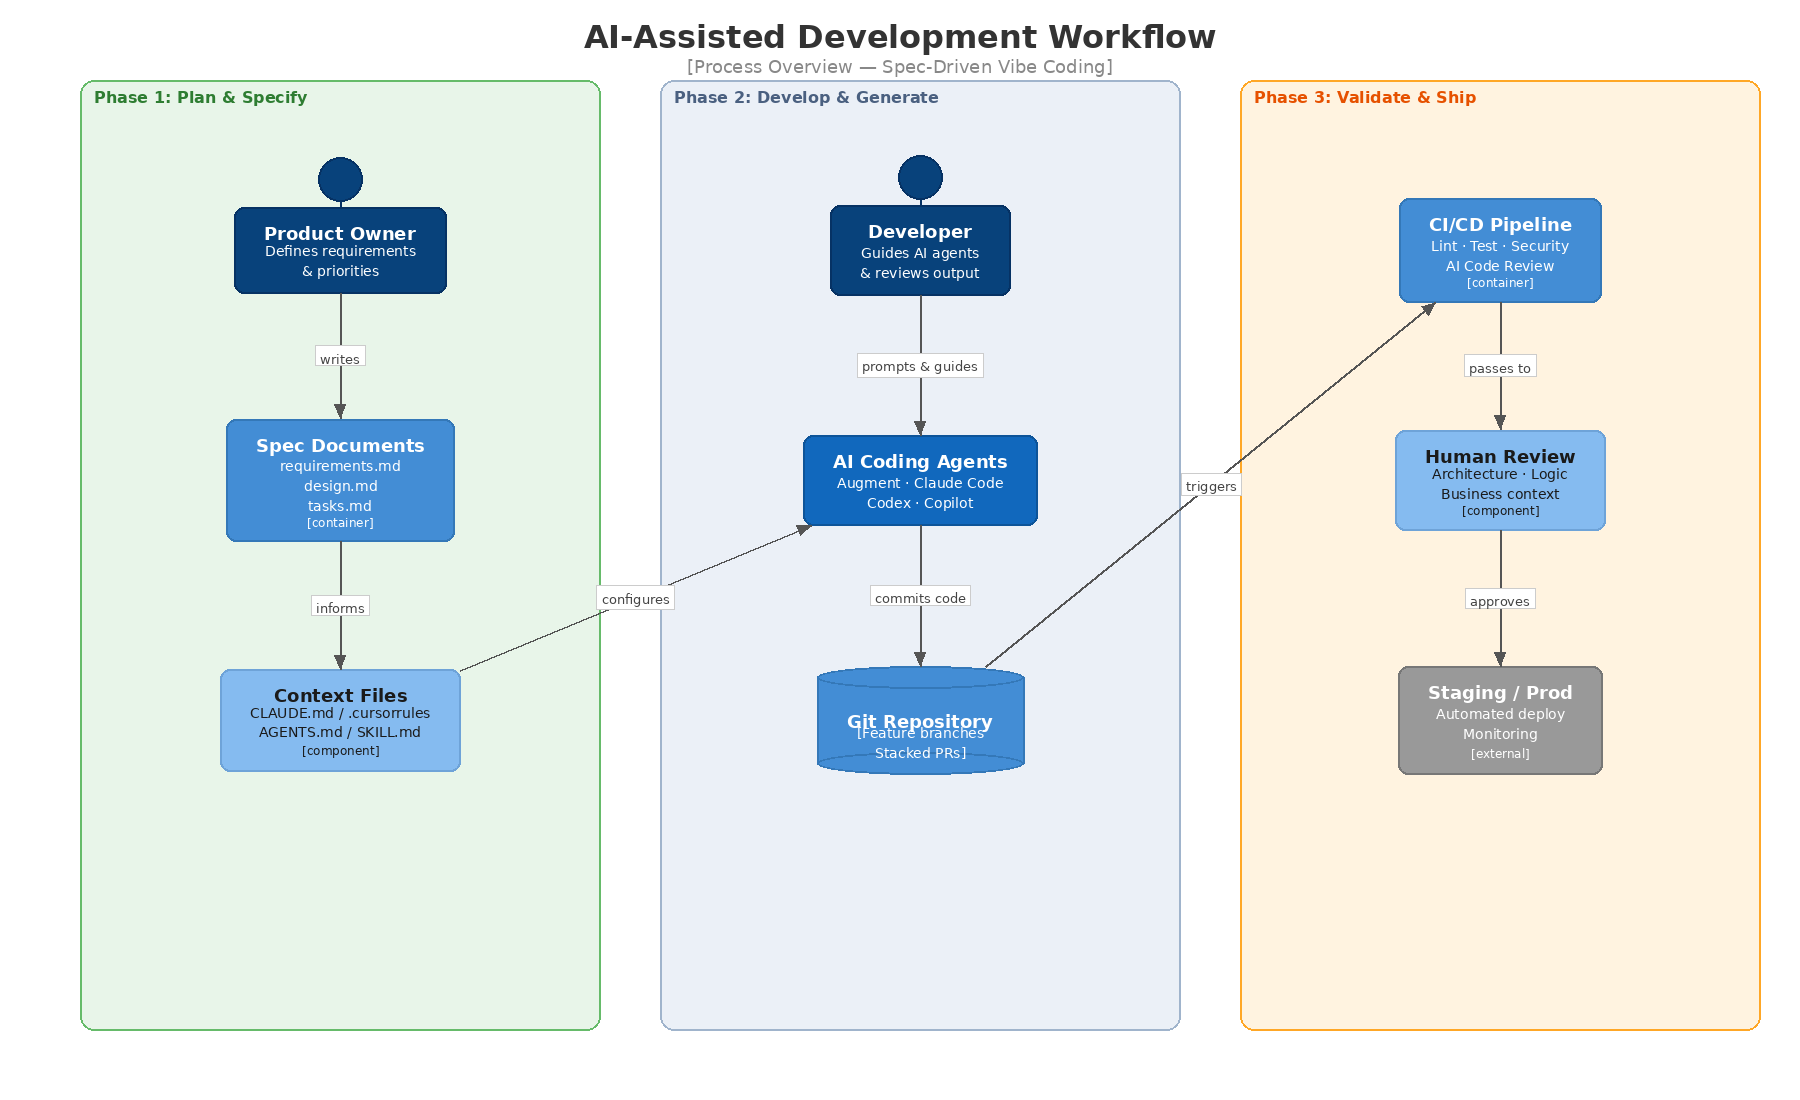 AI-Assisted Development Workflow
[Process Overview — Spec-Driven Vibe Coding]
Phase 1: Plan & Specify
Product Owner
Defines requirements
& priorities
writes
Spec Documents
requirements.md
design.md
tasks.md
[container]
informs
Context Files
CLAUDE.md / .cursorrules
AGENTS.md / SKILL.md
[component]
configures
Phase 2: Develop & Generate
Developer
Guides AI agents
& reviews output
prompts & guides
AI Coding Agents
Augment · Claude Code
Codex · Copilot
commits code
Git Repository
[Feature branches
Stacked PRs]
triggers
Phase 3: Validate & Ship
CI/CD Pipeline
Lint · Test · Security
AI Code Review
[container]
passes to
Human Review
Architecture · Logic
Business context
[component]
approves
Staging / Prod
Automated deploy
Monitoring
[external]